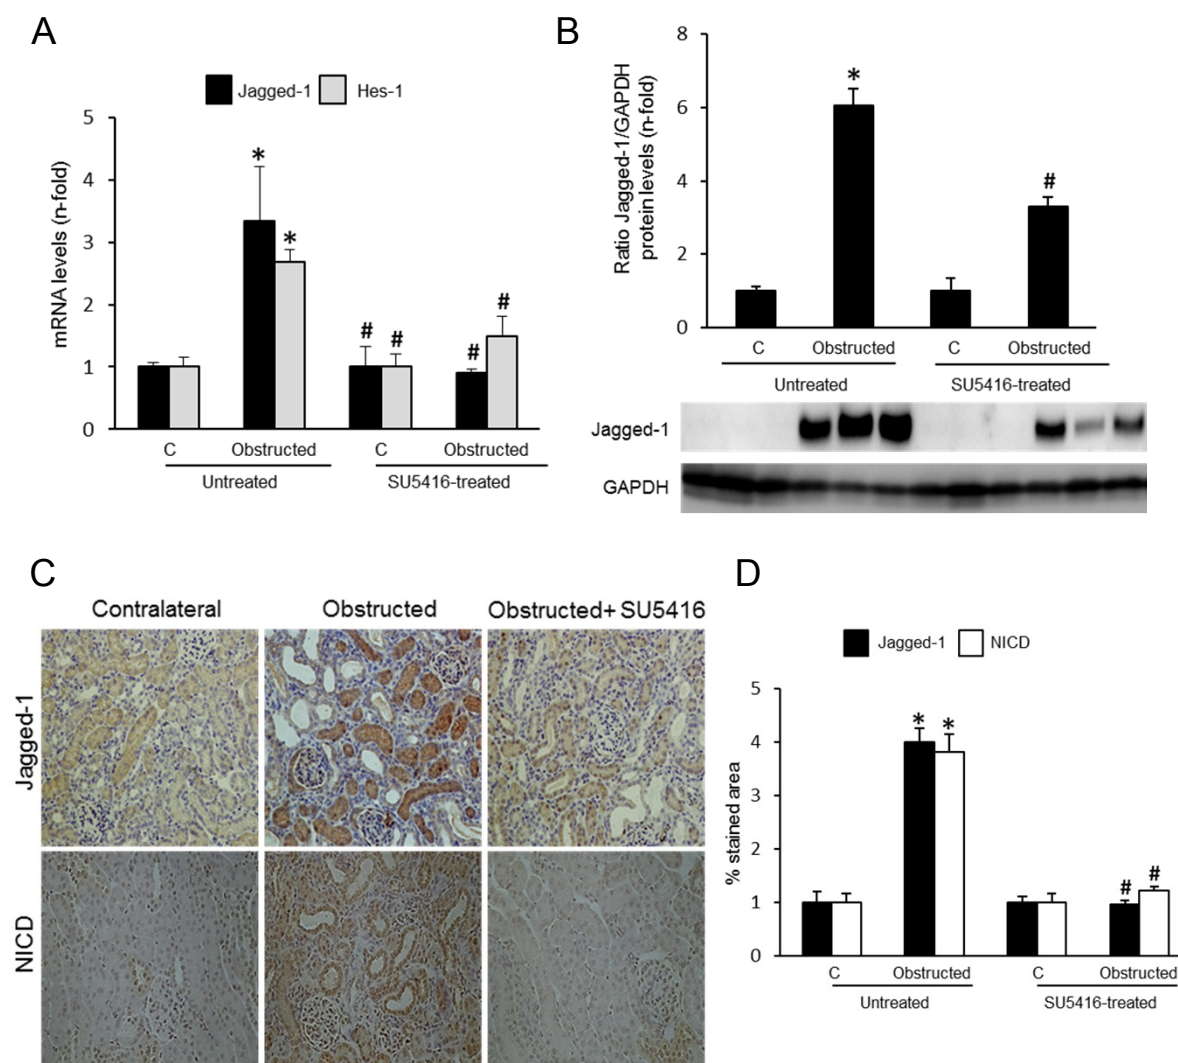 A
Jagged-1 Hes-1
mRNA levels (n-fold)
5
4
3
2
1
0
*
*
# #
#
#
C Obstructed C Obstructed
Untreated SU5416-treated
B
Ratio Jagged-1/GAPDH
protein levels (n-fold)
8
6
4
2
0
*
#
C Obstructed C Obstructed
Untreated SU5416-treated
Jagged-1
GAPDH
C
Contralateral Obstructed Obstructed+ SU5416
Jagged-1
NICD
D
Jagged-1 NICD
% stained area
5
4
3
2
1
0
* *
# #
C Obstructed C Obstructed
Untreated SU5416-treated